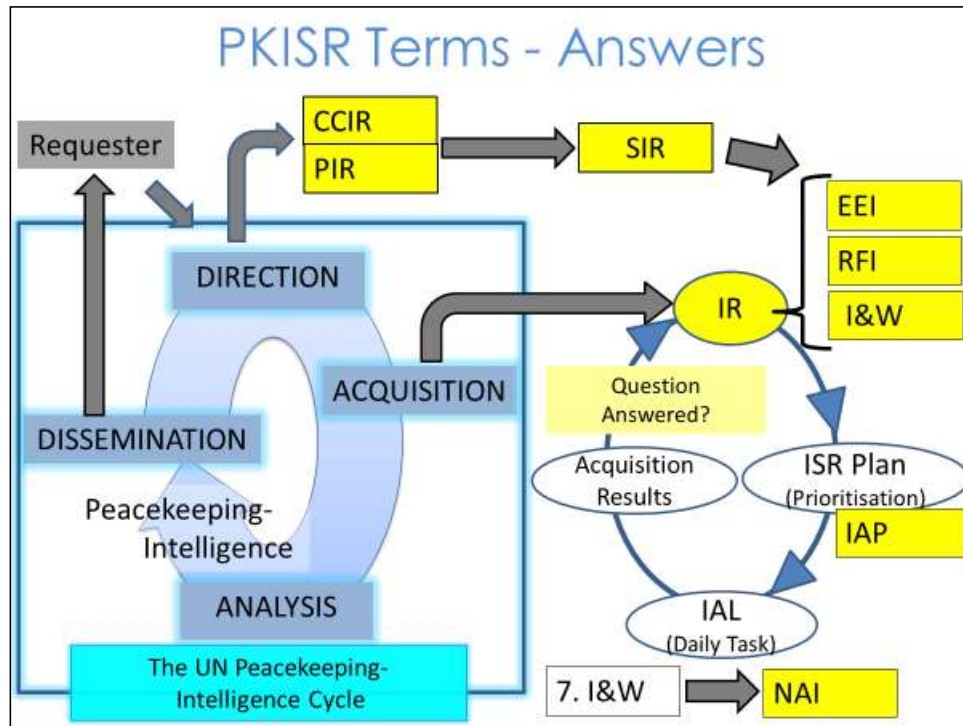 PKISR Terms - Answers
Requester
CCIR
PIR
SIR
EEI
RFI
I&W
DIRECTION
IR
ACQUISITION
Question
Answered?
DISSEMINATION
Acquisition
Results
ISR Plan
(Prioritisation)
IAP
Peacekeeping-
Intelligence
ANALYSIS
IAL
(Daily Task)
The UN Peacekeeping-
Intelligence Cycle
7. I&W
NAI